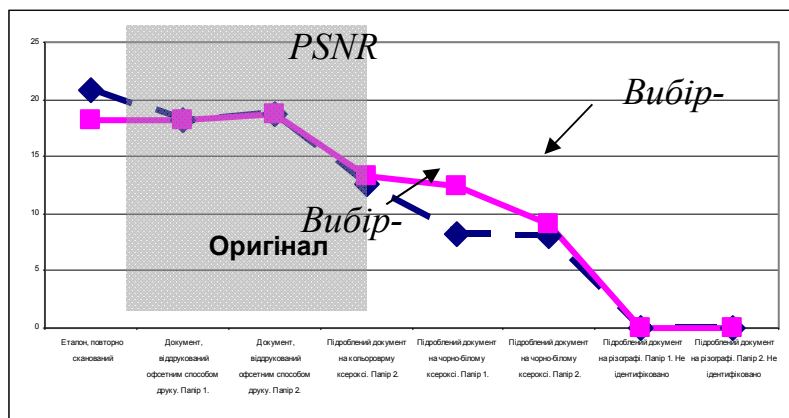 PSNR
Вибір-
Вибір-
Оригінал
25
20
15
10
5
0
Еталон, повторно
сканований
Документ,
віддрукований
офсетним способом
друку. Папір 1.
Документ,
віддрукований
офсетним способом
друку. Папір 2.
Підроблений документ
на кольороврму
ксероксі. Папір 2.
Підроблений документ
на чорно-білому
ксероксі. Папір 1.
Підроблений документ
на чорно-білому
ксероксі. Папір 2.
Підроблений документ
на різографі. Папір 1. Не
ідентифіковано
Підроблений документ
на різографі. Папір 2. Не
ідентифіковано